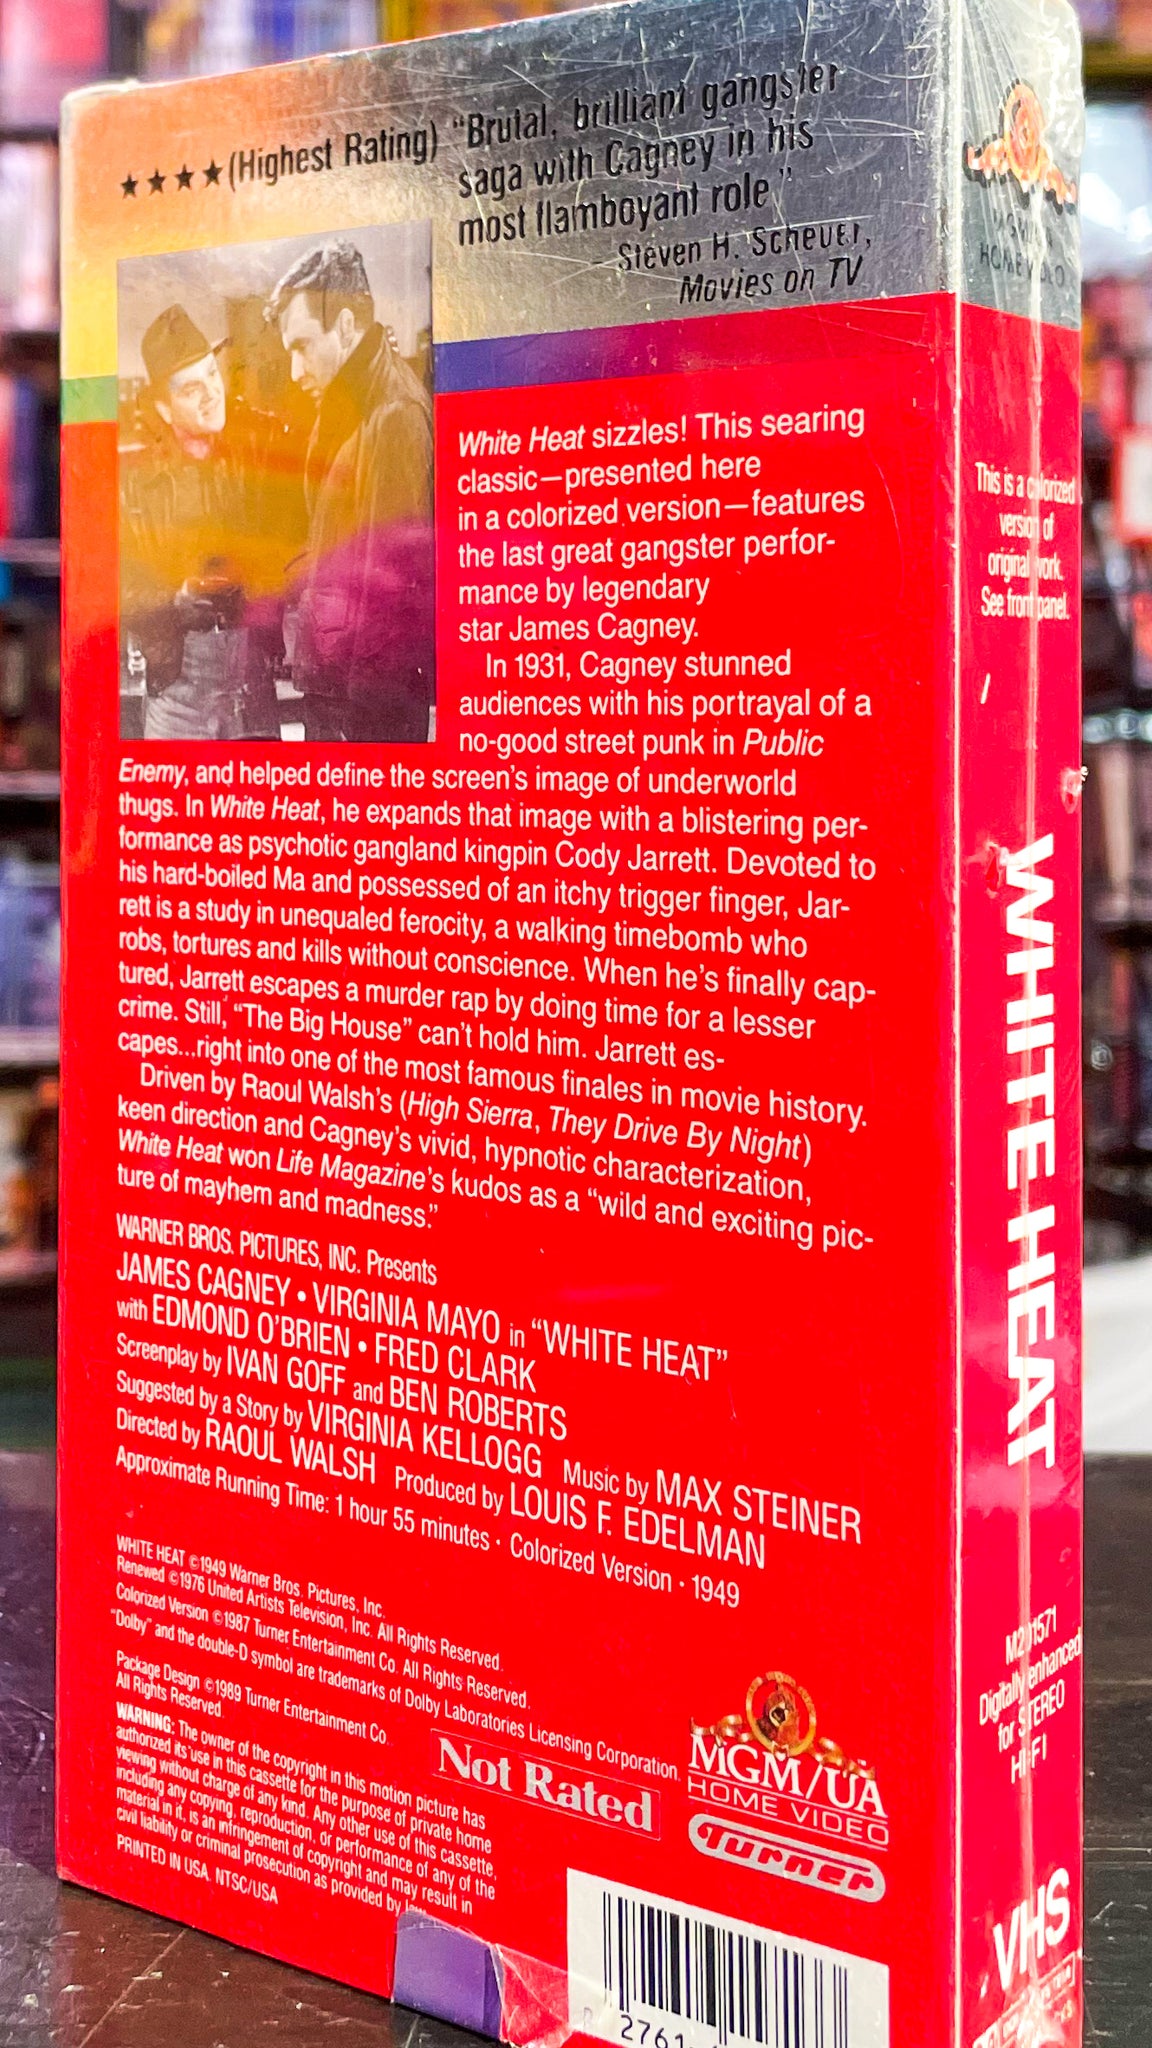 ★★★★(Highest Rating) “Brutal, brilliant gangster
saga with Cagney in his
most flamboyant role”
– Steven H. Scheuer,
Movies on TV
White Heat sizzles! This searing
classic—presented here
in a colorized version—features
the last great gangster perfor-
mance by legendary
star James Cagney.
In 1931, Cagney stunned
audiences with his portrayal of a
no-good street punk in Public
Enemy, and helped define the screen’s image of underworld
thugs. In White Heat, he expands that image with a blistering per-
formance as psychotic gangland kingpin Cody Jarrett. Devoted to
his hard-boiled Ma and possessed of an itchy trigger finger, Jar-
rett is a study in unequaled ferocity, a walking timebomb who
robs, tortures and kills without conscience. When he’s finally cap-
tured, Jarrett escapes a murder rap by doing time for a lesser
crime. Still, “The Big House” can’t hold him. Jarrett es-
capes...right into one of the most famous finales in movie history.
Driven by Raoul Walsh’s (High Sierra, They Drive By Night)
keen direction and Cagney’s vivid, hypnotic characterization,
White Heat won Life Magazine’s kudos as a “wild and exciting pic-
ture of mayhem and madness.”
WARNER BROS. PICTURES, INC. Presents
JAMES CAGNEY • VIRGINIA MAYO in “WHITE HEAT”
with EDMOND O’BRIEN • FRED CLARK
Screenplay by IVAN GOFF and BEN ROBERTS
Suggested by a Story by VIRGINIA KELLOGG Music by MAX STEINER
Directed by RAOUL WALSH Produced by LOUIS F. EDELMAN
Approximate Running Time: 1 hour 55 minutes • Colorized Version • 1949
WHITE HEAT ©1949 Warner Bros. Pictures, Inc.
Renewed ©1976 United Artists Television, Inc. All Rights Reserved.
Colorized Version ©1987 Turner Entertainment Co. All Rights Reserved.
“Dolby” and the double-D symbol are trademarks of Dolby Laboratories Licensing Corporation.
Package Design ©1989 Turner Entertainment Co.
All Rights Reserved.
WARNING: The owner of the copyright in this motion picture has
authorized its use in this cassette for the purpose of private home
viewing without charge of any kind. Any other use of this cassette,
including any copying, reproduction, or performance of any of the
material in it, is an infringement of copyright and may result in
civil liability or criminal prosecution as provided by
PRINTED IN USA. NTSC/USA
Not Rated
MGM/UA
HOME VIDEO
Turner
2761
HOME VIDEO
This is a colorized
version of
original work.
See front panel.
WHITE HEAT
M201571
Digitally enhanced
for STEREO
HI-FI
VHS